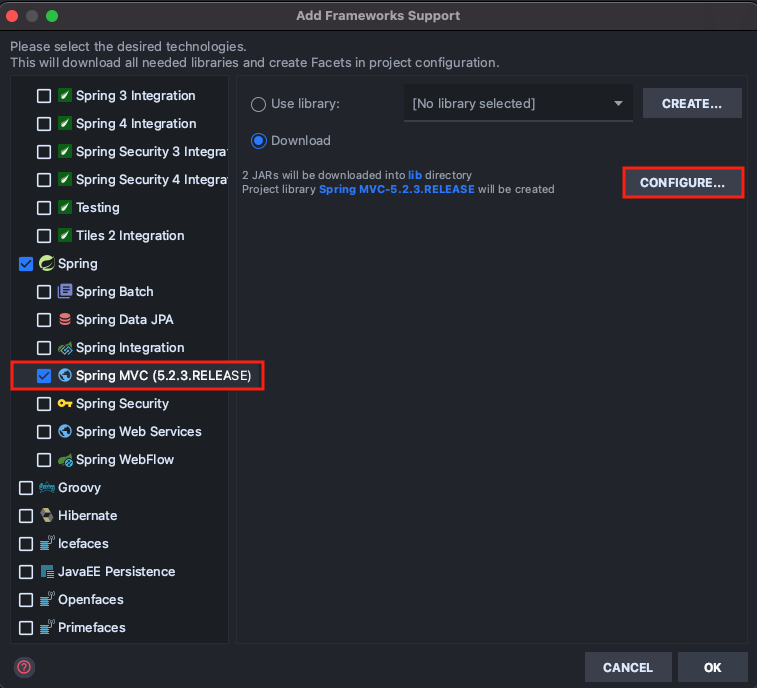 Add Frameworks Support
Please select the desired technologies.
This will download all needed libraries and create Facets in project configuration.
Spring 3 Integration
Spring 4 Integration
Spring Security 3 Integra
Spring Security 4 Integra
Testing
Tiles 2 Integration
Spring
Spring Batch
Spring Data JPA
Spring Integration
Spring MVC (5.2.3.RELEASE)
Spring Security
Spring Web Services
Spring WebFlow
Groovy
Hibernate
Icefaces
JavaEE Persistence
Openfaces
Primefaces
Use library: [No library selected] CREATE...
Download
2 JARs will be downloaded into lib directory
Project library Spring MVC-5.2.3.RELEASE will be created
CONFIGURE...
? CANCEL OK